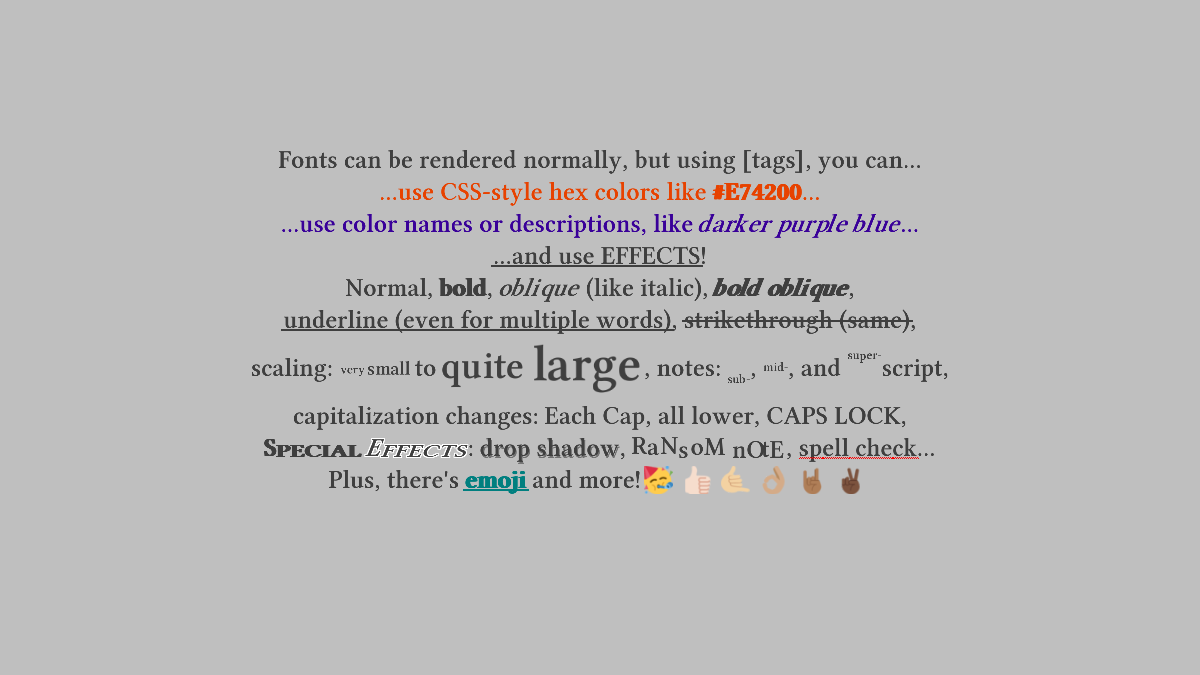 Fonts can be rendered normally, but using [tags], you can...
...use CSS-style hex colors like #E74200...
...use color names or descriptions, like darker purple blue...
...and use EFFECTS!
Normal, bold, oblique (like italic), bold oblique,
underline (even for multiple words), strikethrough (same),
scaling: very small to quite large, notes: sub-, mid-, and super-script,
capitalization changes: Each Cap, all lower, CAPS LOCK,
Special Effects: drop shadow, RaNsoM nOtE, spell check...
Plus, there's emoji and more!🥳 👍🏻 🤙🏼 👌🏽 🤘🏾 ✌🏿